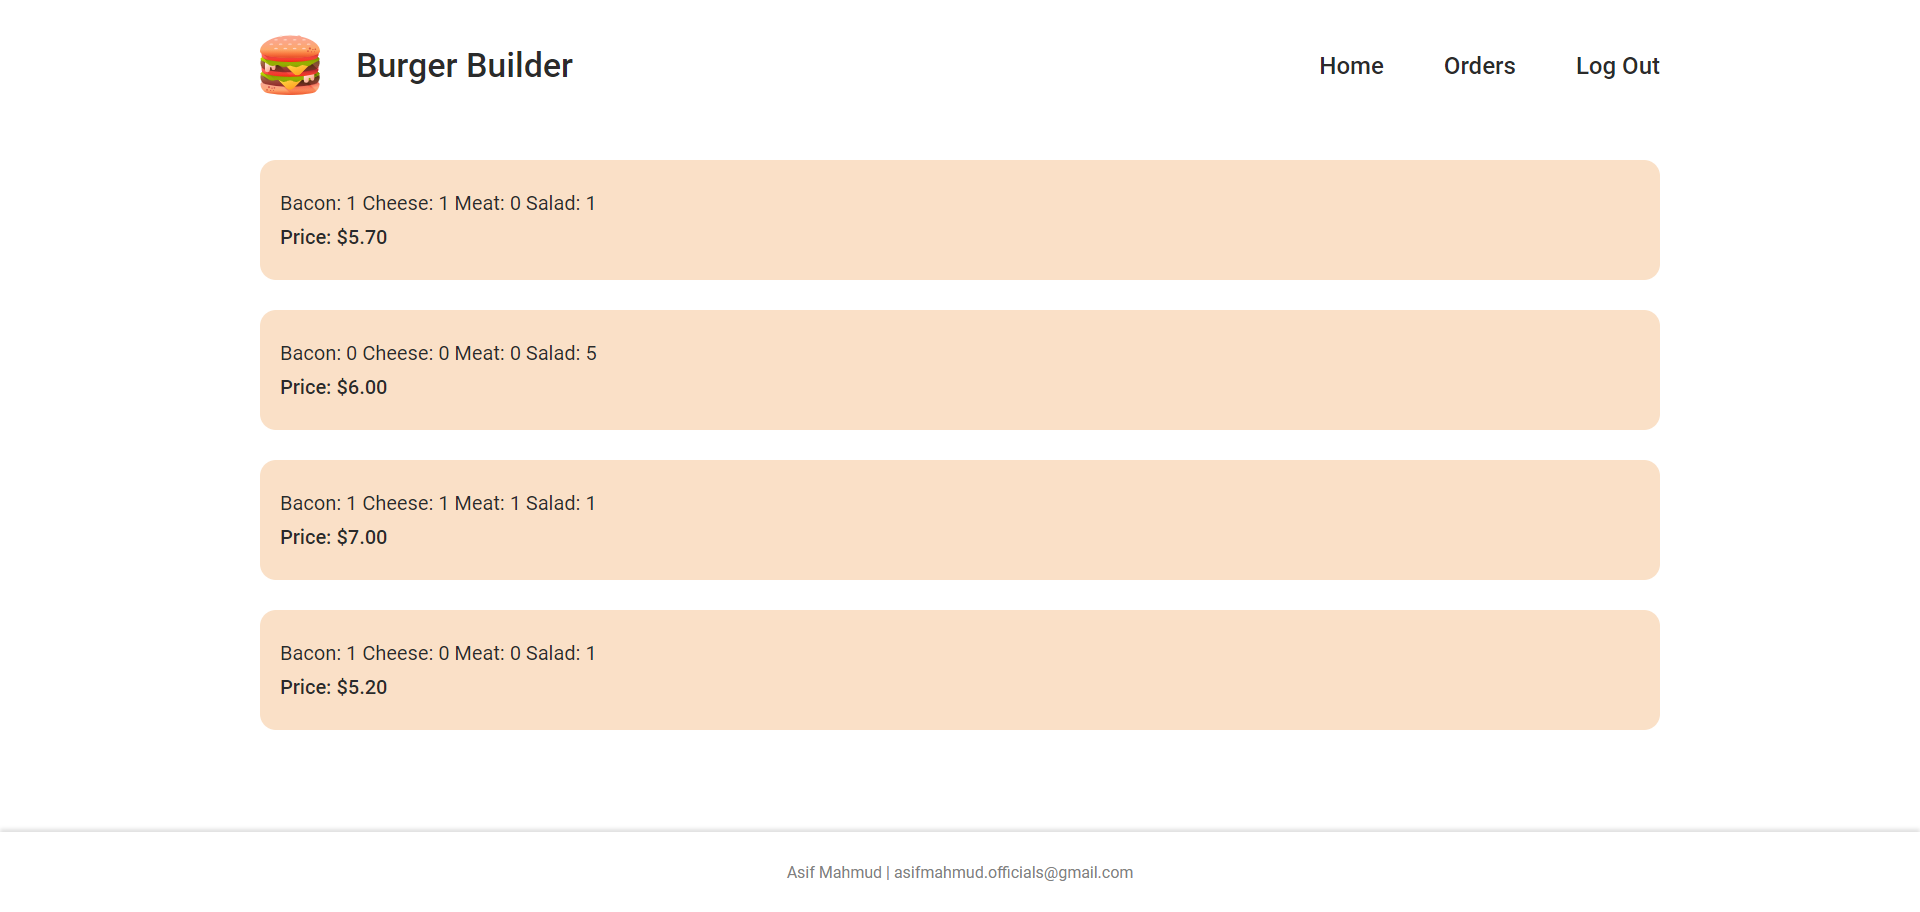 Burger Builder
Home
Orders
Log Out
Bacon: 1 Cheese: 1 Meat: 0 Salad: 1
Price: $5.70
Bacon: 0 Cheese: 0 Meat: 0 Salad: 5
Price: $6.00
Bacon: 1 Cheese: 1 Meat: 1 Salad: 1
Price: $7.00
Bacon: 1 Cheese: 0 Meat: 0 Salad: 1
Price: $5.20
Asif Mahmud | asifmahmud.officials@gmail.com